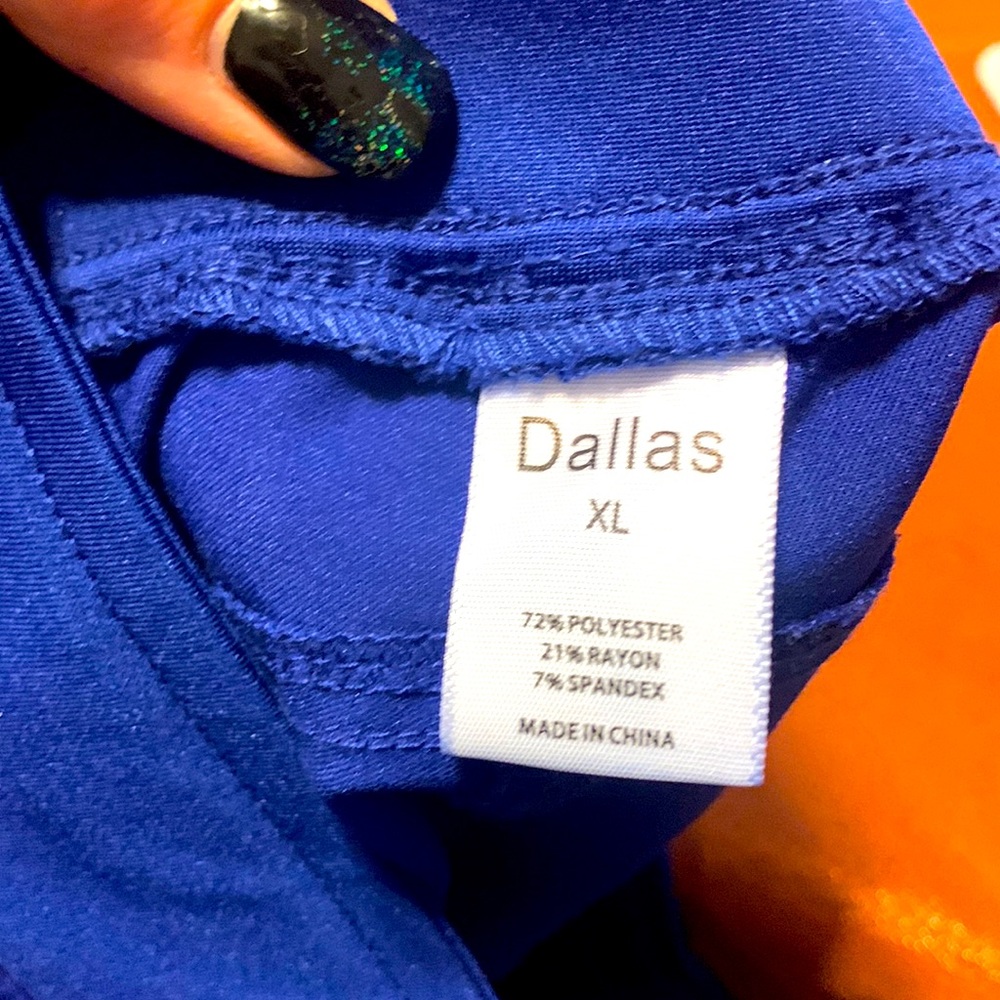 Dallas
XL
72% POLYESTER
21% RAYON
7% SPANDEX
MADE IN CHINA